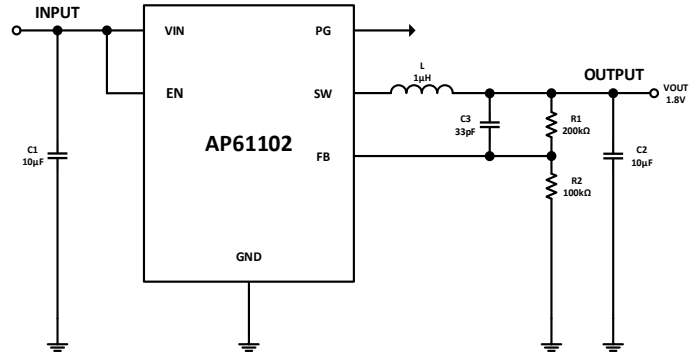 INPUT
VIN
PG
EN
SW
L
1µH
OUTPUT
VOUT
1.8V
C3
33pF
R1
200kΩ
AP61102
FB
C1
10µF
C2
10µF
R2
100kΩ
GND